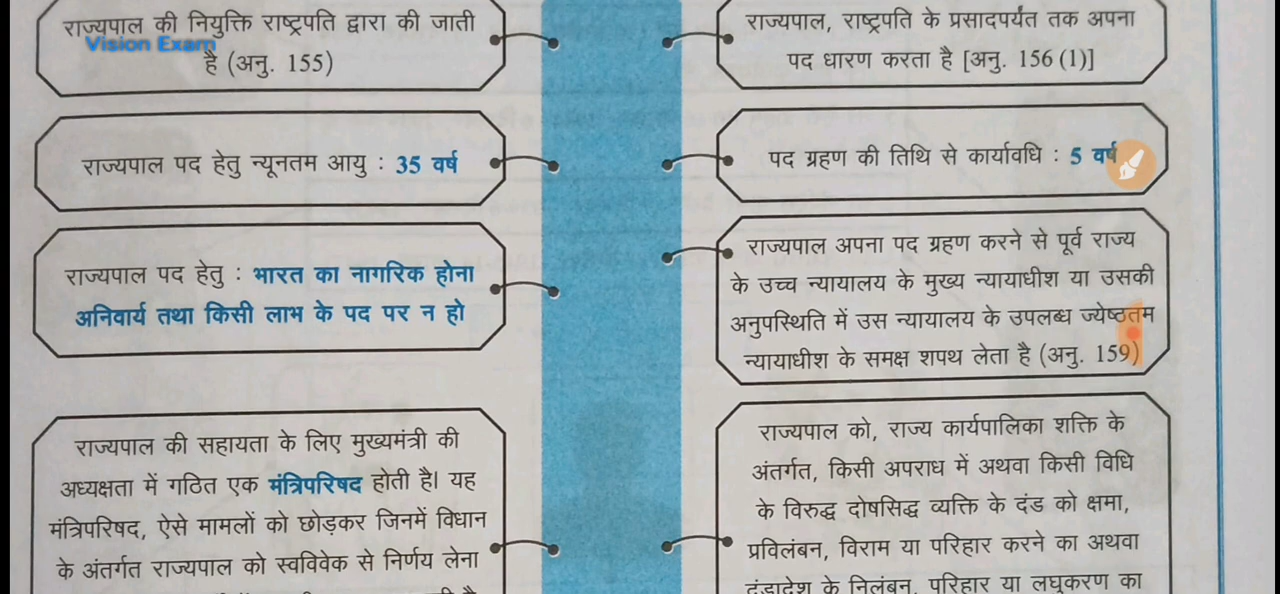 राज्यपाल की नियुक्ति राष्ट्रपति द्वारा की जाती
Vision Exam
है (अनु. 155)
राज्यपाल पद हेतु न्यूनतम आयु : 35 वर्ष
राज्यपाल पद हेतु : भारत का नागरिक होना
अनिवार्य तथा किसी लाभ के पद पर न हो
राज्यपाल की सहायता के लिए मुख्यमंत्री की
अध्यक्षता में गठित एक मंत्रिपरिषद होती है। यह
मंत्रिपरिषद, ऐसे मामलों को छोड़कर जिनमें विधान
के अंतर्गत राज्यपाल को स्वविवेक से निर्णय लेना
राज्यपाल, राष्ट्रपति के प्रसादपर्यंत तक अपना
पद धारण करता है [अनु. 156 (1)]
पद ग्रहण की तिथि से कार्यावधि : 5 वर्ष
राज्यपाल अपना पद ग्रहण करने से पूर्व राज्य
के उच्च न्यायालय के मुख्य न्यायाधीश या उसकी
अनुपस्थिति में उस न्यायालय के उपलब्ध ज्येष्ठतम
न्यायाधीश के समक्ष शपथ लेता है (अनु. 159)
राज्यपाल को, राज्य कार्यपालिका शक्ति के
अंतर्गत, किसी अपराध में अथवा किसी विधि
के विरुद्ध दोषसिद्ध व्यक्ति के दंड को क्षमा,
प्रविलंबन, विराम या परिहार करने का अथवा
दंडादेश के निलंबन, परिहार या लघुकरण का